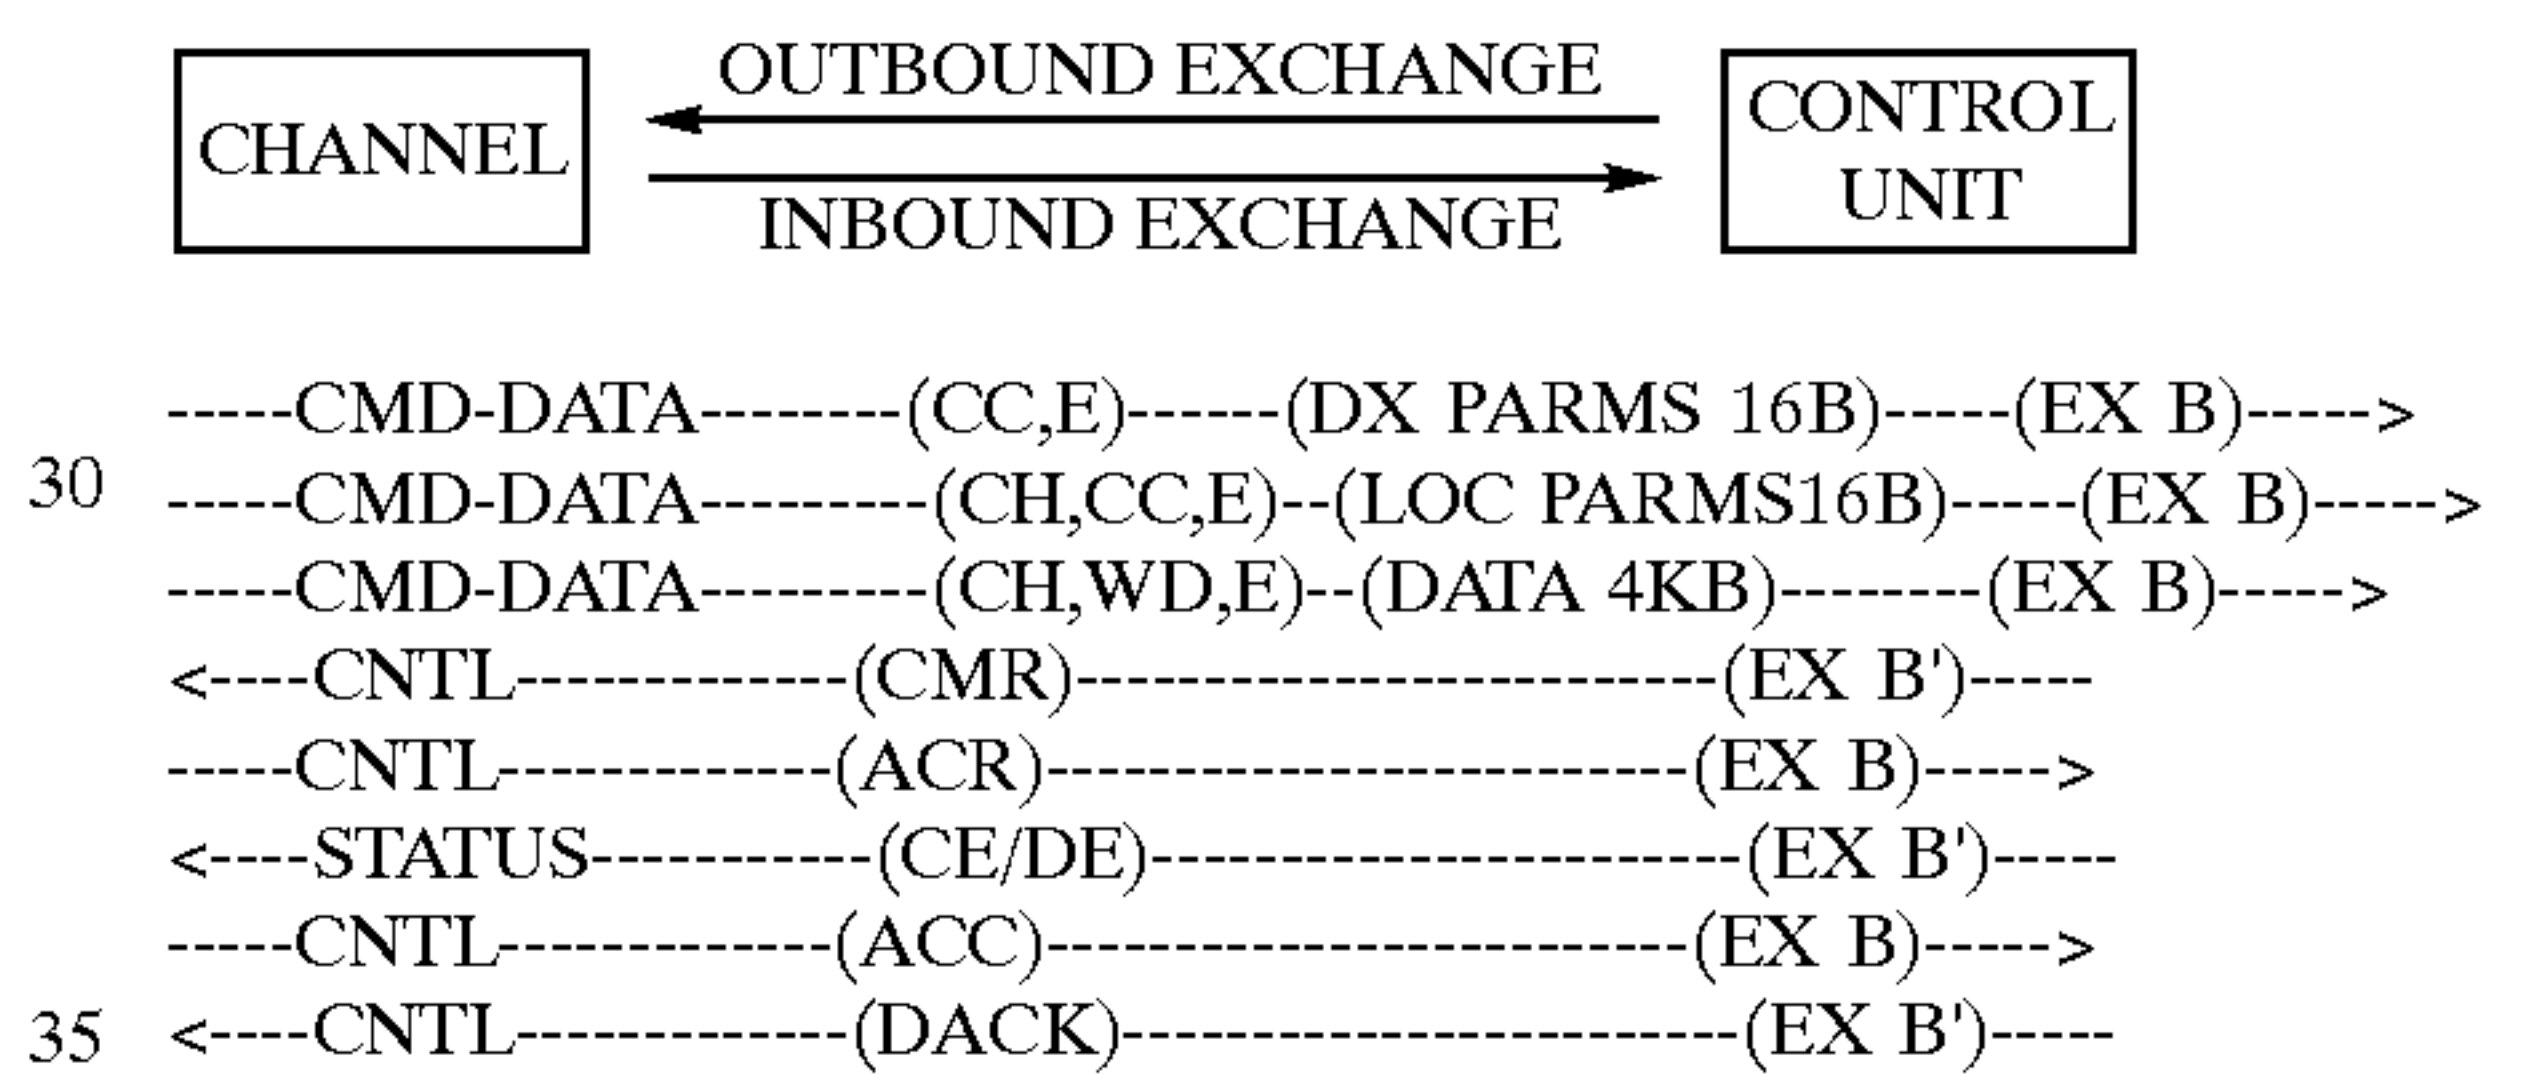 OUTBOUND EXCHANGE
CHANNEL
CONTROL
UNIT
INBOUND EXCHANGE
-----CMD-DATA--------(CC,E)------(DX PARMS 16B)-----(EX B)----->
30
-----CMD-DATA---------(CH,CC,E)--(LOC PARMS16B)-----(EX B)----->
-----CMD-DATA---------(CH,WD,E)--(DATA 4KB)--------(EX B)----->
<----CNTL-------------(CMR)--------------------------(EX B')-----
-----CNTL-------------(ACR)--------------------------(EX B)----->
<----STATUS-----------(CE/DE)------------------------(EX B')-----
-----CNTL-------------(ACC)--------------------------(EX B)----->
35 <----CNTL-------------(DACK)-------------------------(EX B')-----